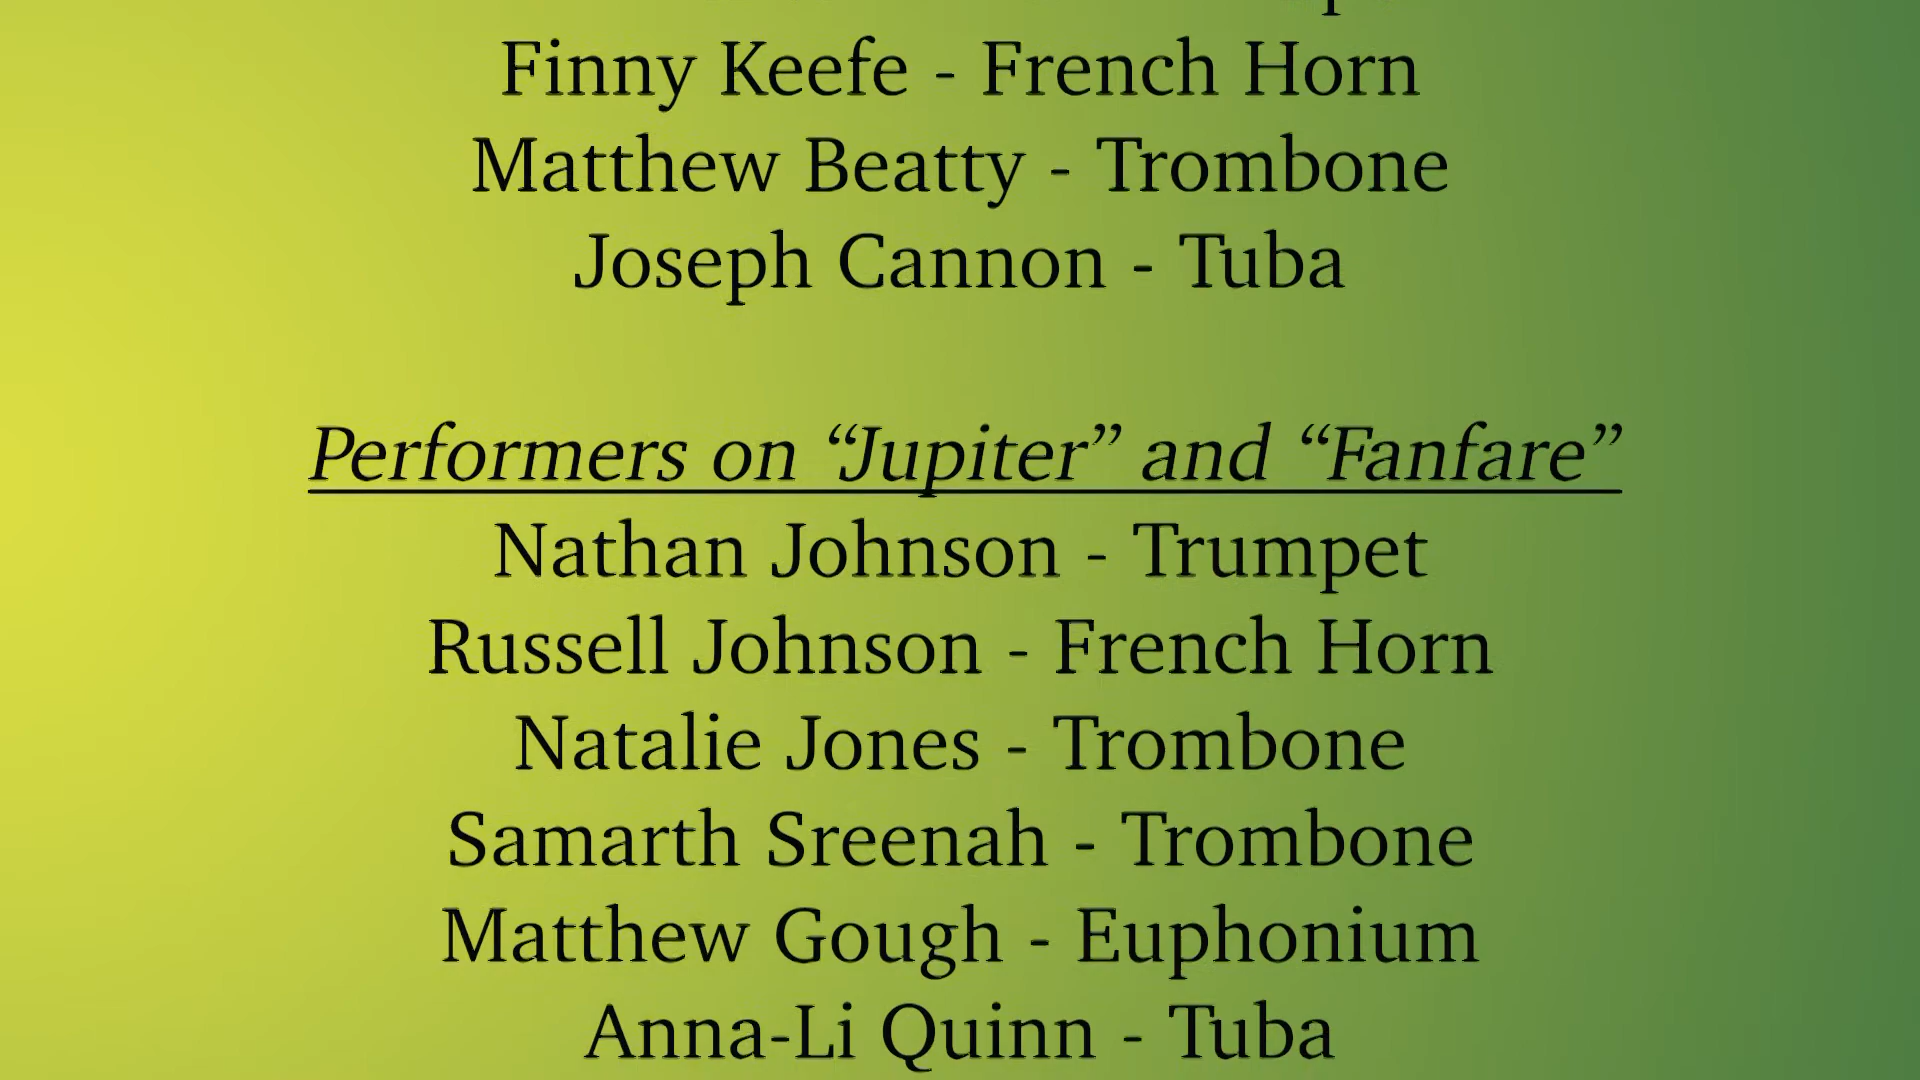 Finny Keefe - French Horn
Matthew Beatty - Trombone
Joseph Cannon - Tuba
Performers on “Jupiter” and “Fanfare”
Nathan Johnson - Trumpet
Russell Johnson - French Horn
Natalie Jones - Trombone
Samarth Sreenah - Trombone
Matthew Gough - Euphonium
Anna-Li Quinn - Tuba